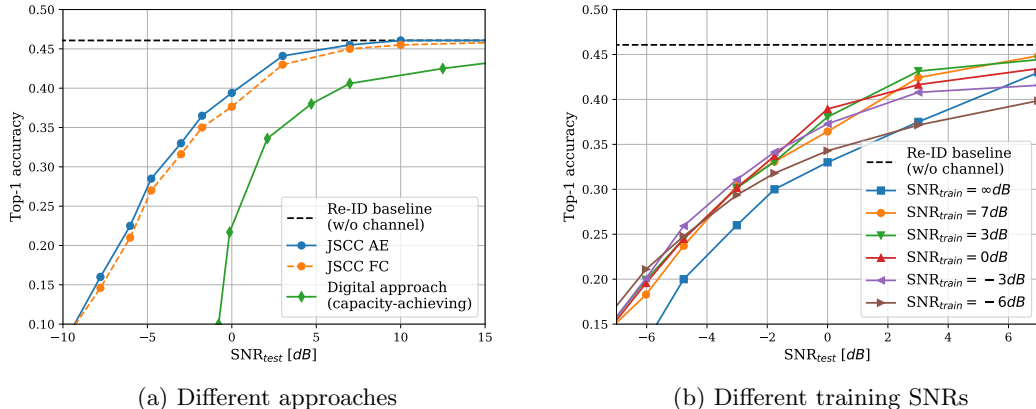 0.50
0.45
0.40
0.35
0.30
0.25
0.20
0.15
0.10
Top-1 accuracy
Re-ID baseline
(w/o channel)
JSCC AE
JSCC FC
Digital approach
(capacity-achieving)
−10 −5 0 5 10 15
SNR_test [dB]
(a) Different approaches
0.50
0.45
0.40
0.35
0.30
0.25
0.20
0.15
Top-1 accuracy
Re-ID baseline
(w/o channel)
SNR_train = ∞dB
SNR_train = 7dB
SNR_train = 3dB
SNR_train = 0dB
SNR_train = −3dB
SNR_train = −6dB
−6 −4 −2 0 2 4 6
SNR_test [dB]
(b) Different training SNRs